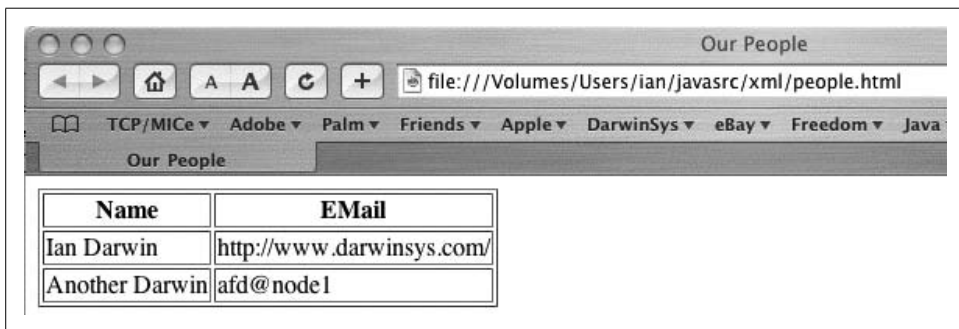 Our People
A A file:///Volumes/Users/ian/javasrc/xml/people.html
TCP/MICe Adobe Palm Friends Apple DarwinSys eBay Freedom Java
Our People
Name EMail
Ian Darwin http://www.darwinsys.com/
Another Darwin afd@node1